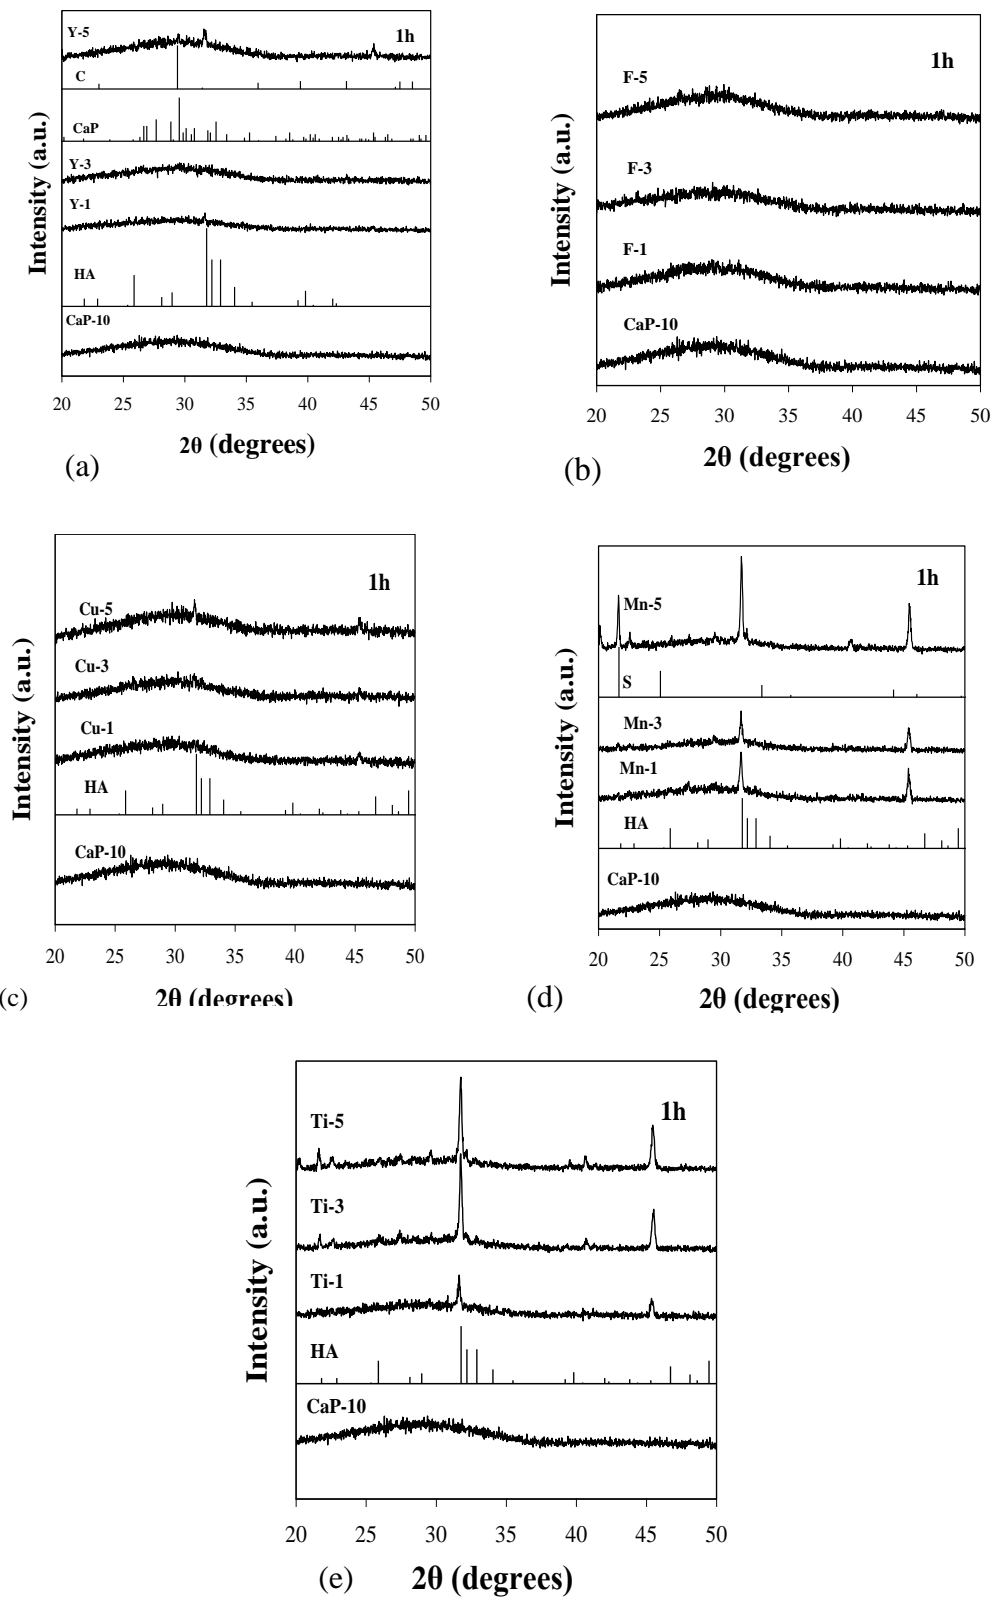 Y-5
1h
C
CaP
Y-3
Y-1
HA
CaP-10
Intensity (a.u.)
20 25 30 35 40 45 50
2θ (degrees)
(a)
1h
F-5
F-3
F-1
CaP-10
Intensity (a.u.)
20 25 30 35 40 45 50
2θ (degrees)
(b)
1h
Cu-5
Cu-3
Cu-1
HA
CaP-10
Intensity (a.u.)
20 25 30 35 40 45 50
(c) 2θ (degrees)
1h
Mn-5
S
Mn-3
Mn-1
HA
CaP-10
Intensity (a.u.)
20 25 30 35 40 45 50
(d) 2θ (degrees)
1h
Ti-5
Ti-3
Ti-1
HA
CaP-10
Intensity (a.u.)
20 25 30 35 40 45 50
(e) 2θ (degrees)